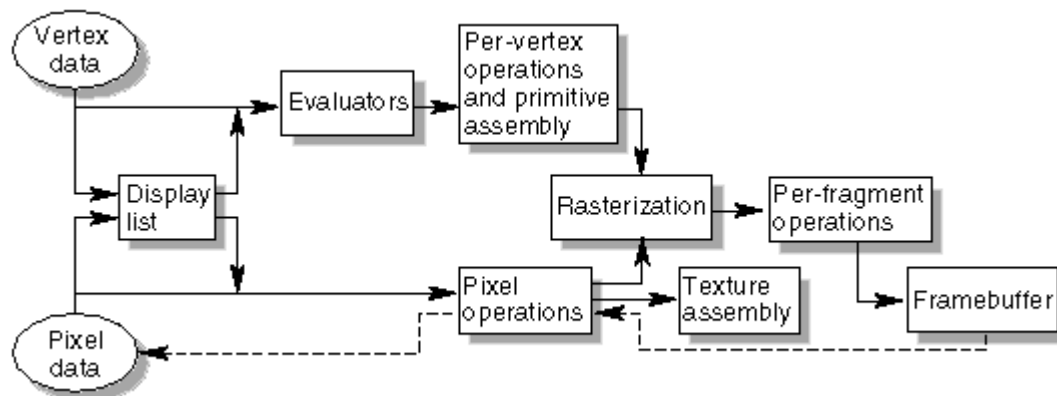 Vertex
data
Evaluators
Per-vertex
operations
and primitive
assembly
Display
list
Rasterization
Per-fragment
operations
Pixel
operations
Texture
assembly
Framebuffer
Pixel
data